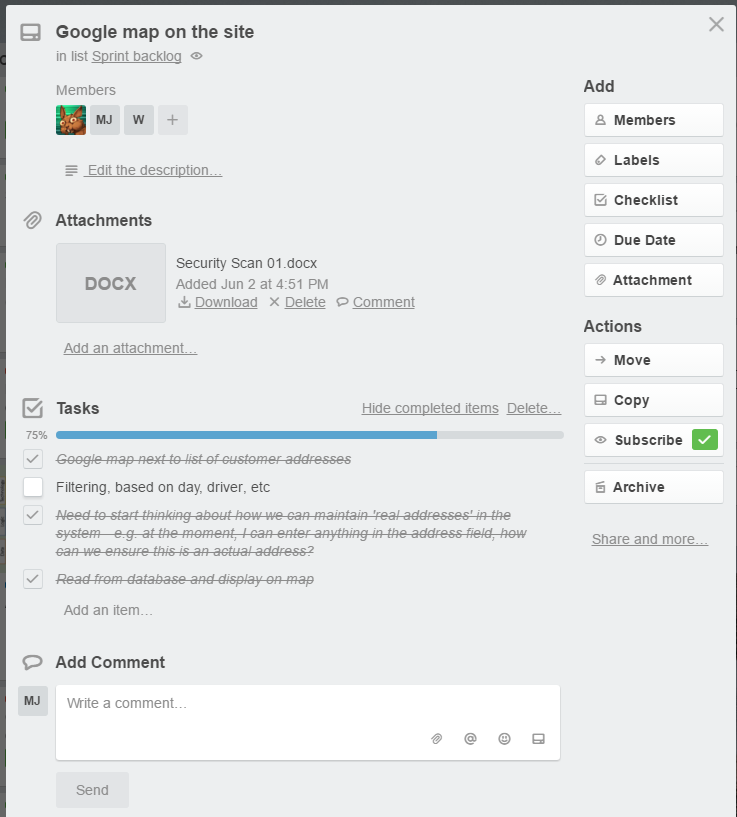 Google map on the site
in list Sprint backlog
Members
MJ W +
Edit the description…
Attachments
DOCX
Security Scan 01.docx
Added Jun 2 at 4:51 PM
Download Delete Comment
Add an attachment…
Tasks Hide completed items Delete…
75%
Google map next to list of customer addresses
Filtering, based on day, driver, etc
Need to start thinking about how we can maintain 'real addresses' in the
system - e.g. at the moment, I can enter anything in the address field, how
can we ensure this is an actual address?
Read from database and display on map
Add an item…
Add Comment
MJ
Write a comment…
Send
Add
Members
Labels
Checklist
Due Date
Attachment
Actions
Move
Copy
Subscribe
Archive
Share and more…